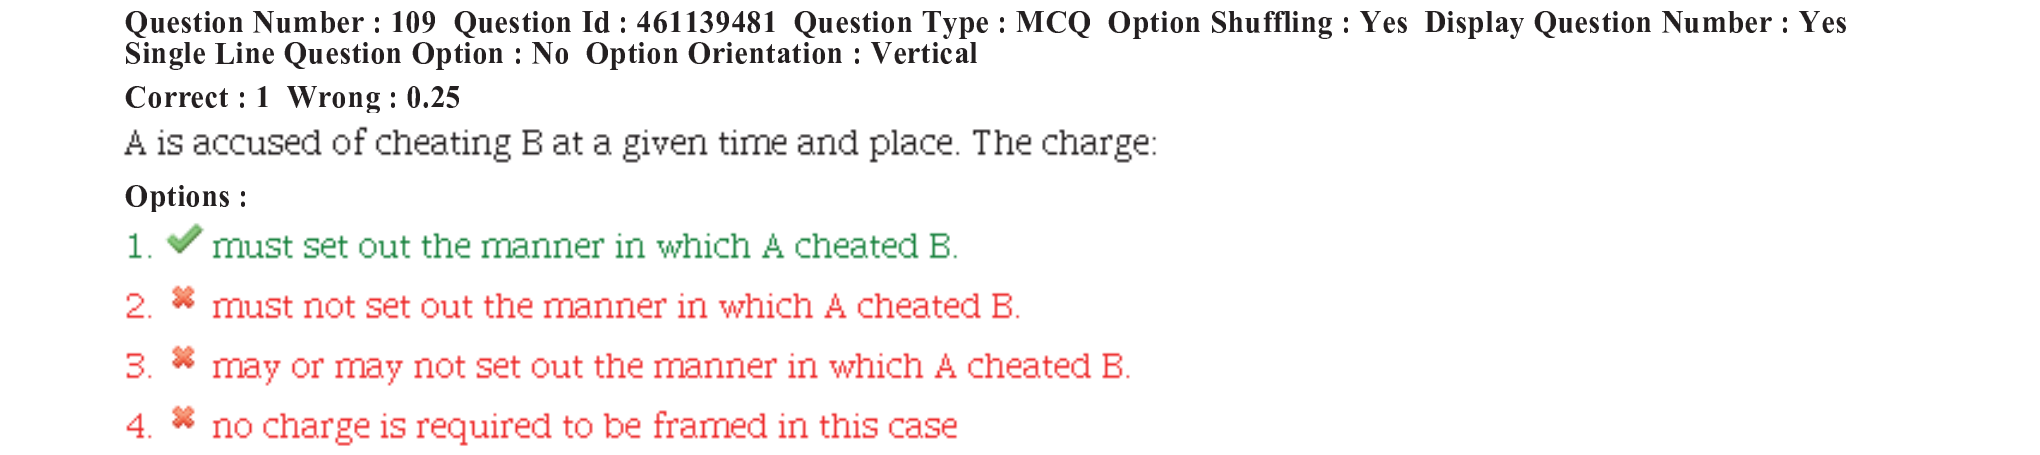 Question Number : 109 Question Id : 461139481 Question Type : MCQ Option Shuffling : Yes Display Question Number : Yes
Single Line Question Option : No Option Orientation : Vertical
Correct : 1 Wrong : 0.25
A is accused of cheating B at a given time and place. The charge:
Options :
1. must set out the manner in which A cheated B.
2. must not set out the manner in which A cheated B.
3. may or may not set out the manner in which A cheated B.
4. no charge is required to be framed in this case